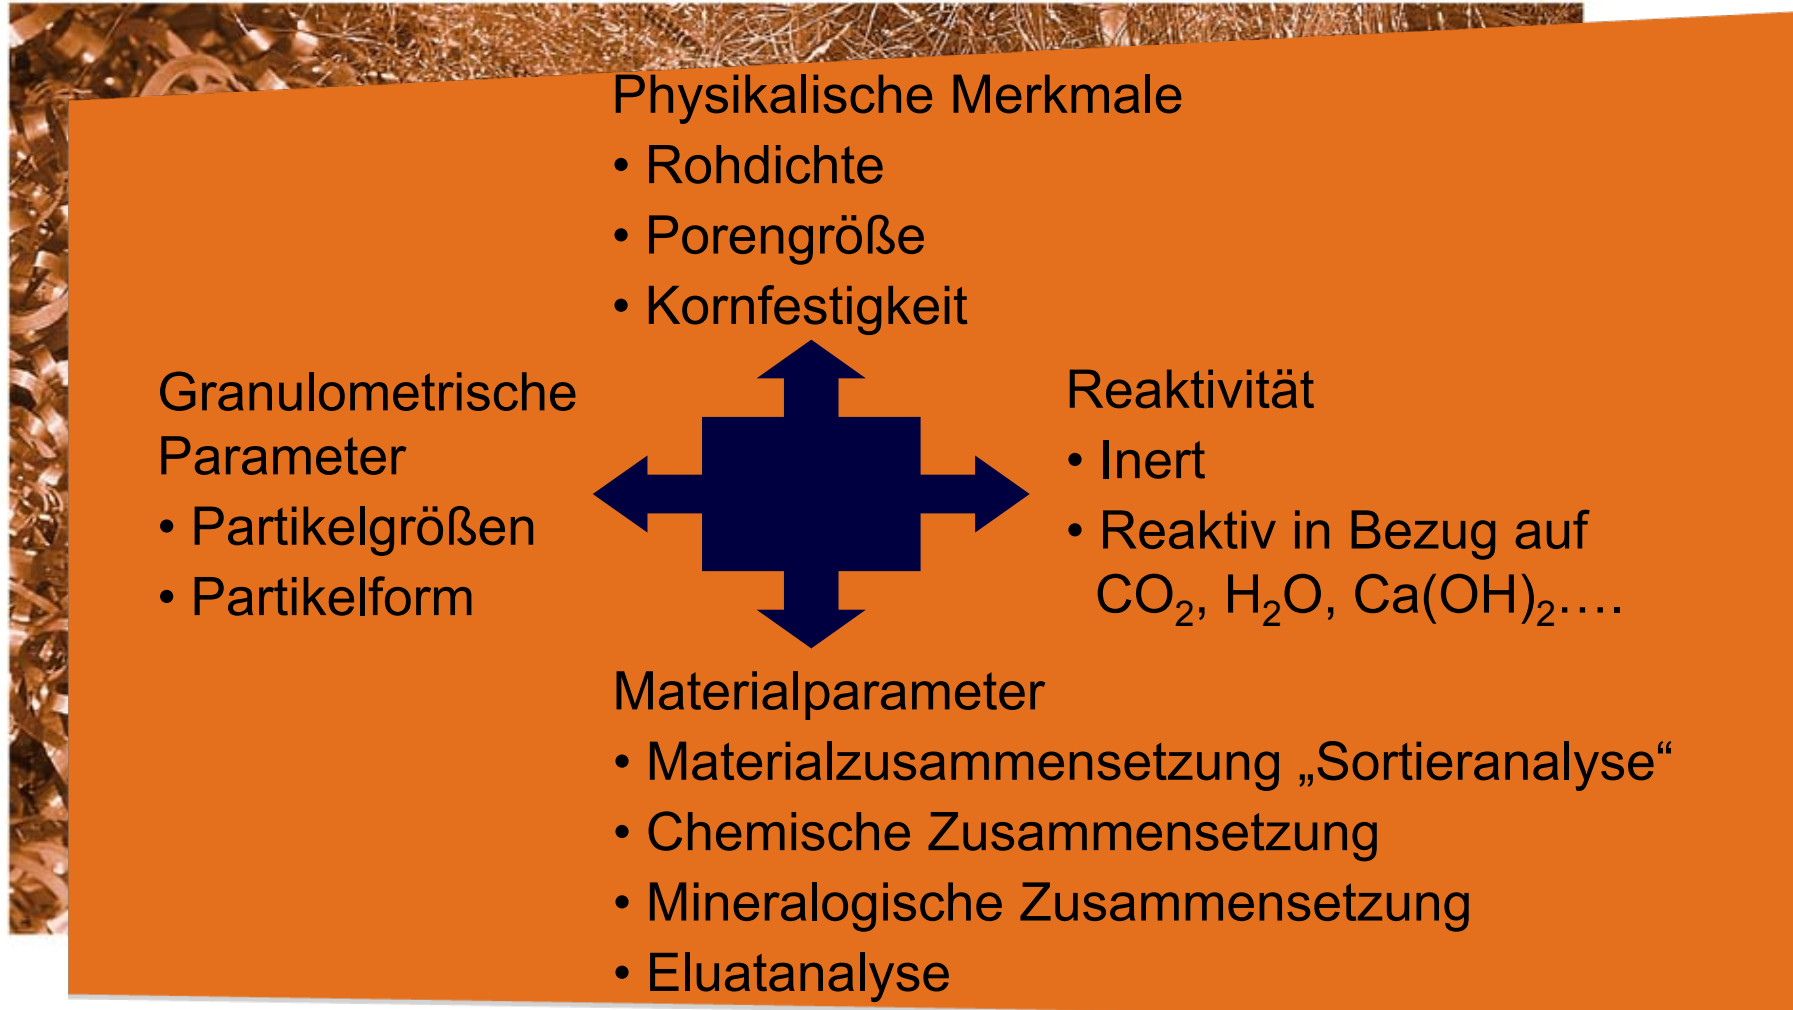 Physikalische Merkmale
• Rohdichte
• Porengröße
• Kornfestigkeit
Granulometrische
Parameter
• Partikelgrößen
• Partikelform
Reaktivität
• Inert
• Reaktiv in Bezug auf
CO₂, H₂O, Ca(OH)₂….
Materialparameter
• Materialzusammensetzung „Sortieranalyse“
• Chemische Zusammensetzung
• Mineralogische Zusammensetzung
• Eluatanalyse